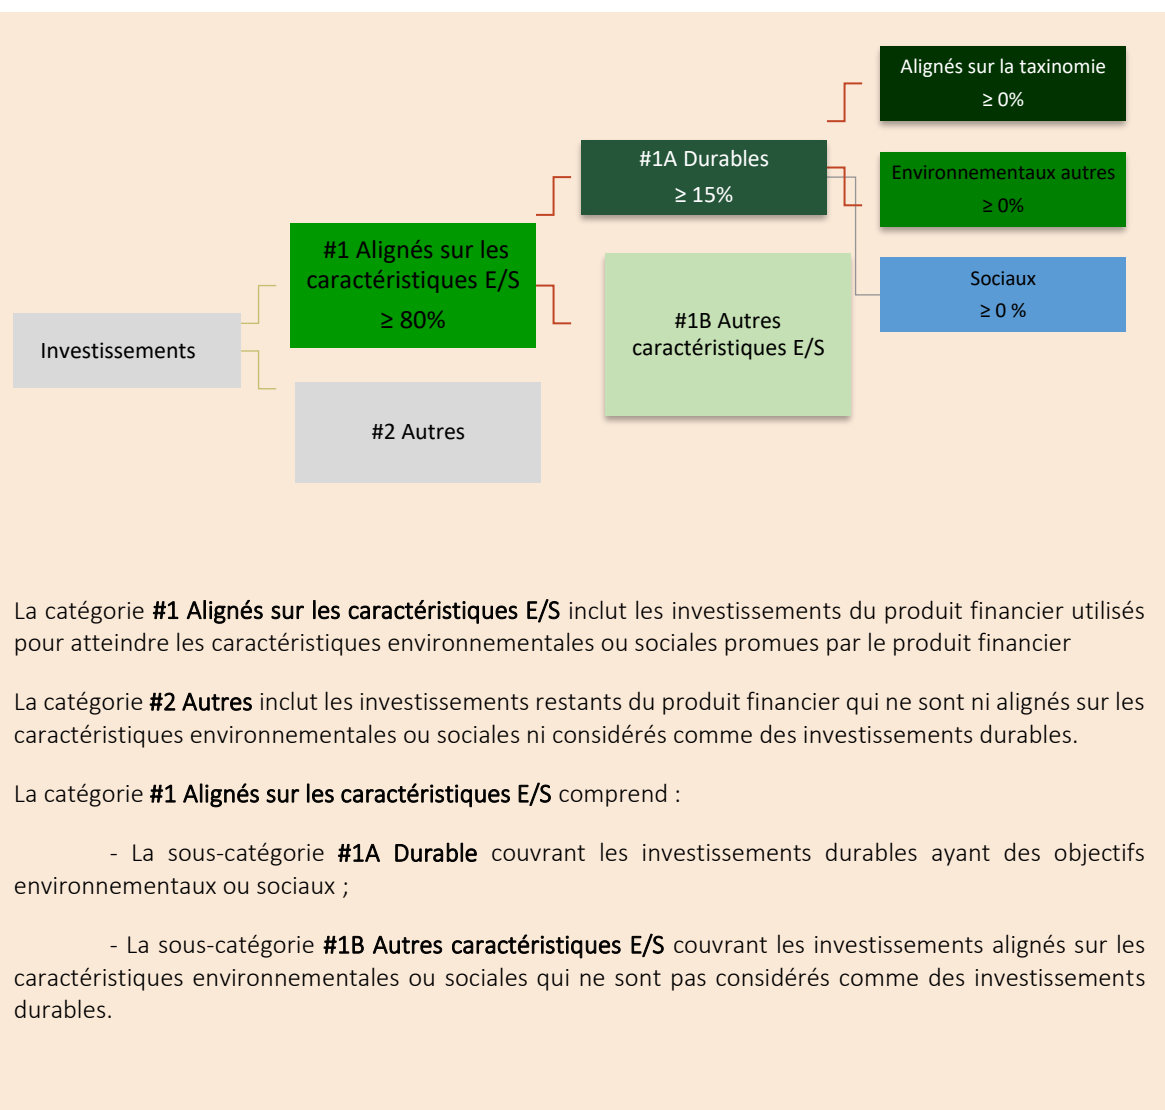 Alignés sur la taxinomie
≥ 0%
#1A Durables
≥ 15%
Environnementaux autres
≥ 0%
#1 Alignés sur les
caractéristiques E/S
≥ 80%
Sociaux
≥ 0 %
#1B Autres
caractéristiques E/S
Investissements
#2 Autres
La catégorie #1 Alignés sur les caractéristiques E/S inclut les investissements du produit financier utilisés
pour atteindre les caractéristiques environnementales ou sociales promues par le produit financier
La catégorie #2 Autres inclut les investissements restants du produit financier qui ne sont ni alignés sur les
caractéristiques environnementales ou sociales ni considérés comme des investissements durables.
La catégorie #1 Alignés sur les caractéristiques E/S comprend :
- La sous-catégorie #1A Durable couvrant les investissements durables ayant des objectifs
environnementaux ou sociaux ;
- La sous-catégorie #1B Autres caractéristiques E/S couvrant les investissements alignés sur les
caractéristiques environnementales ou sociales qui ne sont pas considérés comme des investissements
durables.